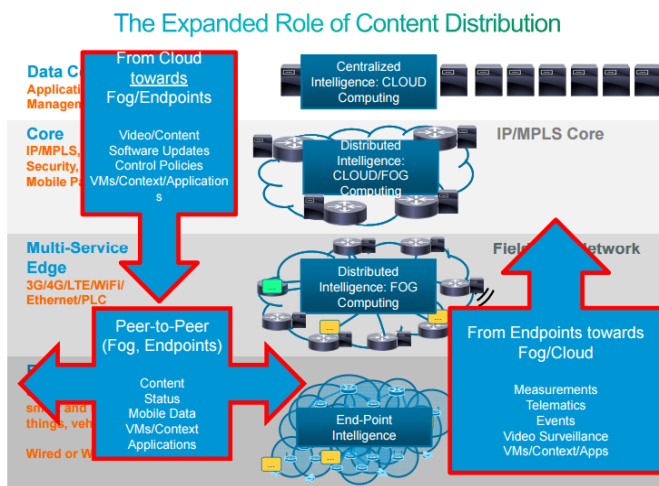 The Expanded Role of Content Distribution
Data C
Applicatio
Managem
From Cloud
towards
Fog/Endpoints
Video/Content
Software Updates
Control Policies
VMs/Context/Application
s
Centralized
Intelligence: CLOUD
Computing
Core
IP/MPLS,
Security,
Mobile Pa
Distributed
Intelligence:
CLOUD/FOG
Computing
IP/MPLS Core
Multi-Service
Edge
3G/4G/LTE/WiFi/
Ethernet/PLC
Distributed
Intelligence: FOG
Computing
Field
etwork
...
...
...
Peer-to-Peer
(Fog, Endpoints)
Content
Status
Mobile Data
VMs/Context
Applications
sm
and
things, veh
Wired or W
End-Point
Intelligence
...
...
From Endpoints towards
Fog/Cloud
Measurements
Telematics
Events
Video Surveillance
VMs/Context/Apps